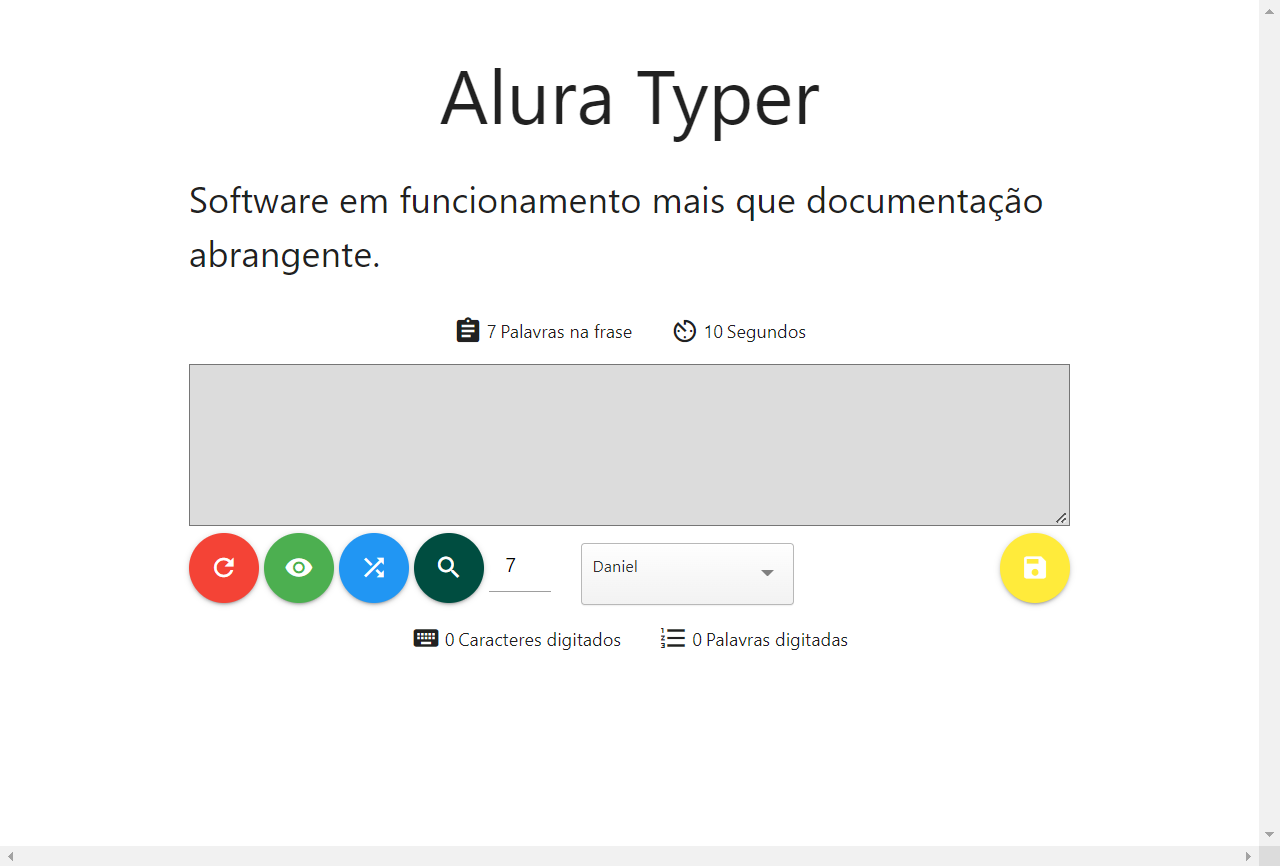 Alura Typer
Software em funcionamento mais que documentação
abrangente.
7 Palavras na frase 10 Segundos
7 Daniel
0 Caracteres digitados 0 Palavras digitadas